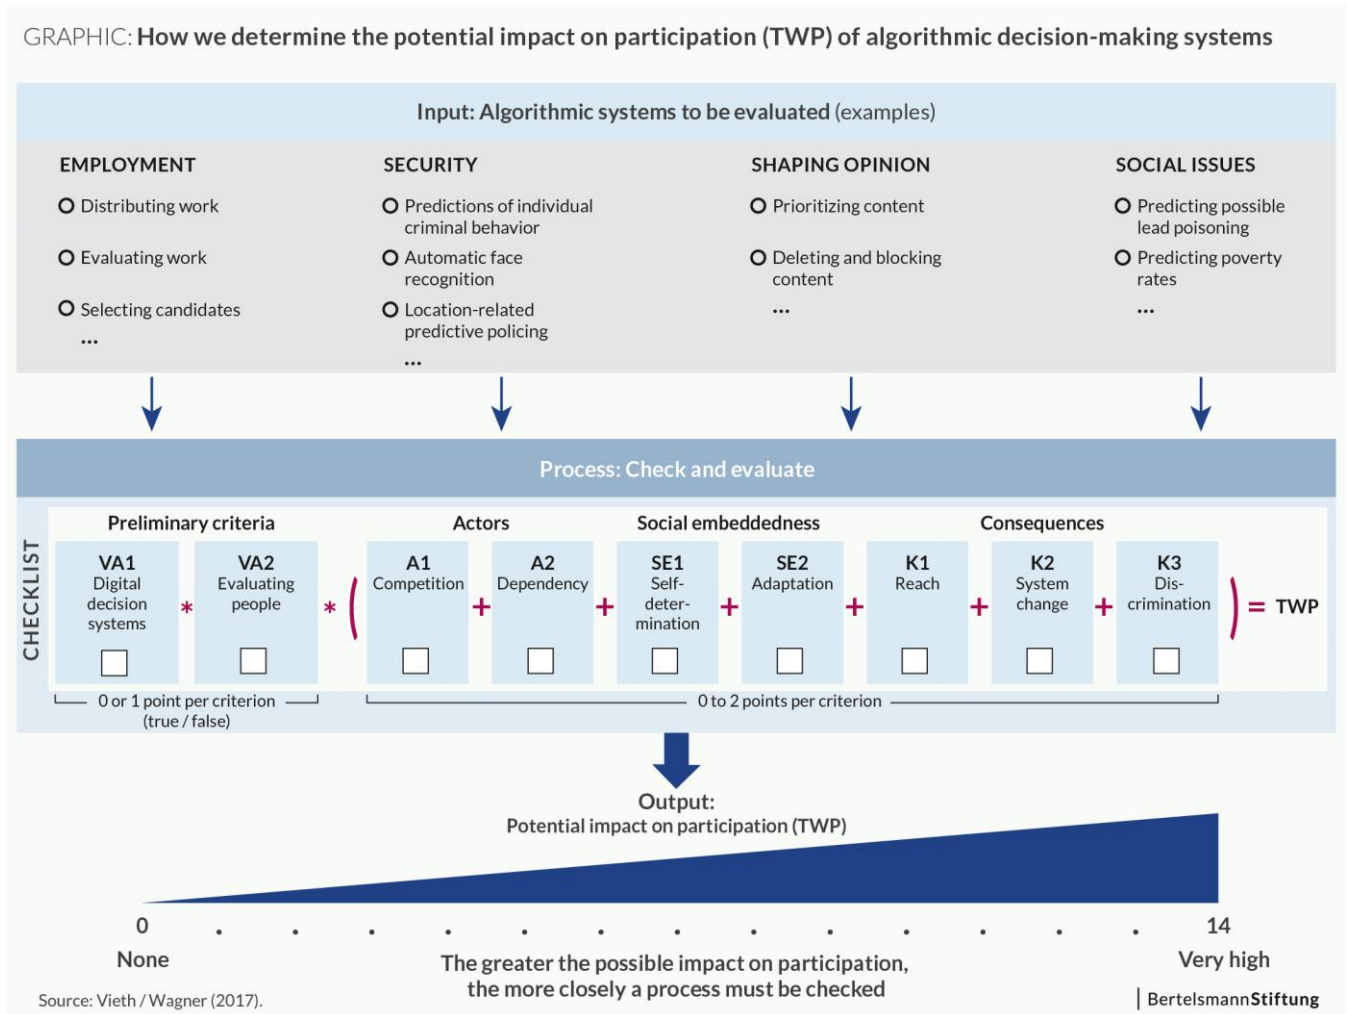 GRAPHIC: How we determine the potential impact on participation (TWP) of algorithmic decision-making systems
Input: Algorithmic systems to be evaluated (examples)
EMPLOYMENT
Distributing work
Evaluating work
Selecting candidates
...
SECURITY
Predictions of individual
criminal behavior
Automatic face
recognition
Location-related
predictive policing
...
SHAPING OPINION
Prioritizing content
Deleting and blocking
content
...
SOCIAL ISSUES
Predicting possible
lead poisoning
Predicting poverty
rates
...
Process: Check and evaluate
CHECKLIST
Preliminary criteria
VA1
Digital
decision
systems
*
VA2
Evaluating
people
* (
Actors
A1
Competition
+
A2
Dependency
+
Social embeddedness
SE1
Self-
deter-
mination
+
SE2
Adaptation
+
Consequences
K1
Reach
+
K2
System
change
+
K3
Dis-
crimination
) = TWP
0 or 1 point per criterion
(true / false)
0 to 2 points per criterion
Output:
Potential impact on participation (TWP)
0
14
None
Very high
The greater the possible impact on participation,
the more closely a process must be checked
Source: Vieth / Wagner (2017).
| BertelsmannStiftung